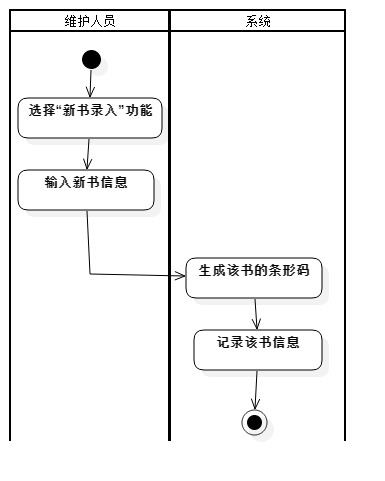 维护人员
系统
选择“新书录入”功能
输入新书信息
生成该书的条形码
记录该书信息